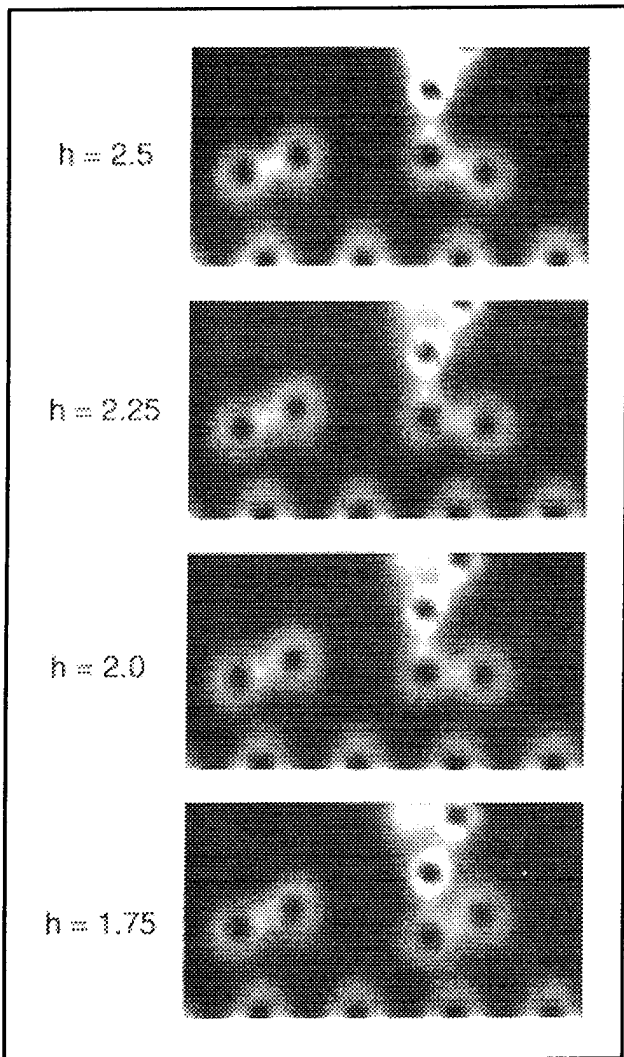 h = 2.5
h = 2.25
h = 2.0
h = 1.75